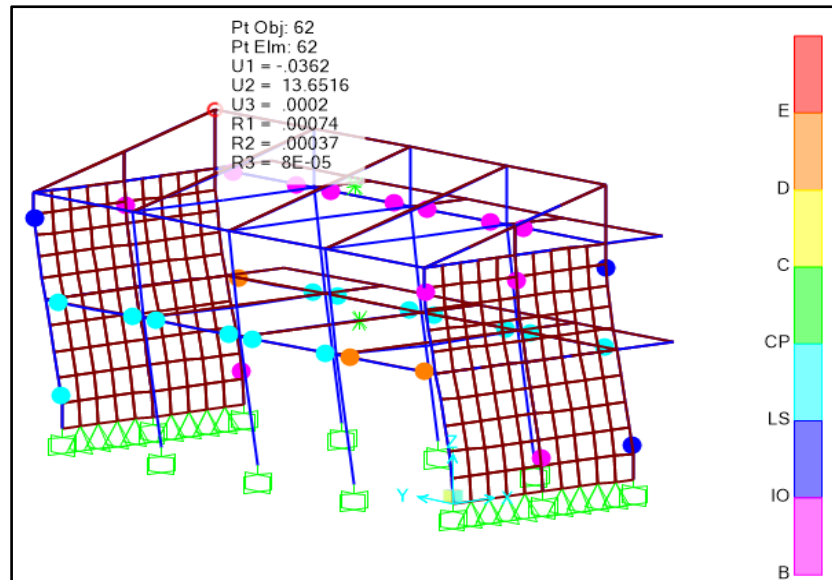 Pt Obj: 62
Pt Elm: 62
U1 = -.0362
U2 = 13.6516
U3 = .0002
R1 = .00074
R2 = .00037
R3 = 8E-05
E
D
C
CP
LS
IO
B
Z
Y
X